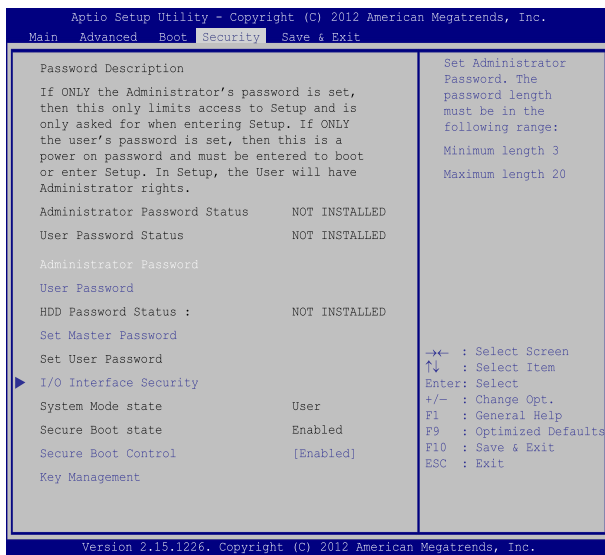 Aptio Setup Utility - Copyright (C) 2012 American Megatrends, Inc.
Main Advanced Boot Security Save & Exit
Password Description
If ONLY the Administrator’s password is set,
then this only limits access to Setup and is
only asked for when entering Setup. If ONLY
the user’s password is set, then this is a
power on password and must be entered to boot
or enter Setup. In Setup, the User will have
Administrator rights.
Administrator Password Status NOT INSTALLED
User Password Status NOT INSTALLED
Administrator Password
User Password
HDD Password Status : NOT INSTALLED
Set Master Password
Set User Password
▶ I/O Interface Security
System Mode state User
Secure Boot state Enabled
Secure Boot Control [Enabled]
Key Management
Set Administrator
Password. The
password length
must be in the
following range:
Minimum length 3
Maximum length 20
→← : Select Screen
↑↓ : Select Item
Enter: Select
+/— : Change Opt.
F1 : General Help
F9 : Optimized Defaults
F10 : Save & Exit
ESC : Exit
Version 2.15.1226. Copyright (C) 2012 American Megatrends, Inc.